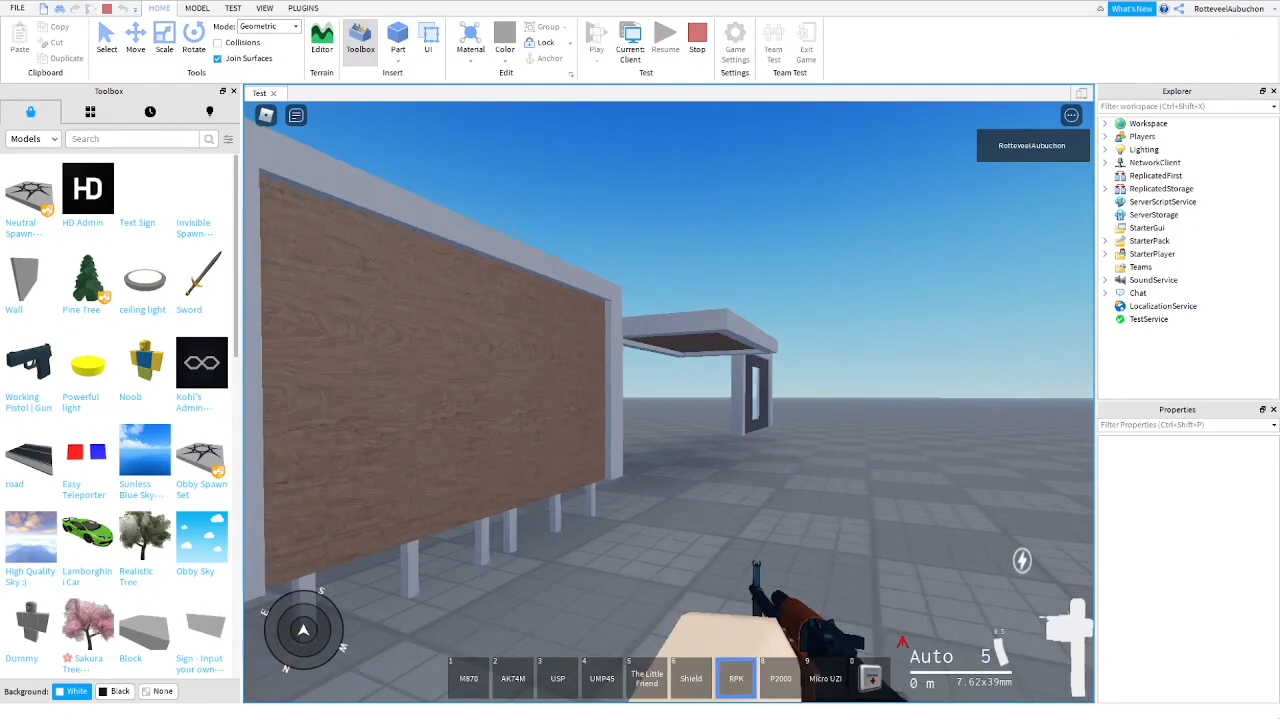 FILE HOME MODEL TEST VIEW PLUGINS What's New RotteveelAubuchon
Paste Copy Cut Duplicate Select Move Scale Rotate Mode: Geometric Collisions Join Surfaces Editor Toolbox Part UI Material Color Group Lock Anchor Play Current: Client Resume Stop Game Settings Team Test Exit Game
Clipboard Tools Terrain Insert Edit Test Settings Team Test
Toolbox
Models Search
Neutral Spawn···
HD
HD Admin
Text Sign
Invisible Spawn···
Wall
Pine Tree
ceiling light
Sword
Working Pistol | Gun
Powerful light
Noob
Kohl's Admin···
road
Easy Teleporter
Sunless Blue Sky···
Obby Spawn Set
High Quality Sky :)
Lamborghin i Car
Realistic Tree
Obby Sky
Dummy
🌸 Sakura Tree···
Block
Sign - Input your own···
Background: White Black None
Test
RotteveelAubuchon
E S N W
1 M870
2 AK74M
3 USP
4 UMP45
5 The Little Friend
6 Shield
RPK
8 P2000
9 Micro UZI
0
Auto 5
0 m 7.62x39mm
Explorer
Filter workspace (Ctrl+Shift+X)
Workspace
Players
Lighting
NetworkClient
ReplicatedFirst
ReplicatedStorage
ServerScriptService
ServerStorage
StarterGui
StarterPack
StarterPlayer
Teams
SoundService
Chat
LocalizationService
TestService
Properties
Filter Properties (Ctrl+Shift+P)